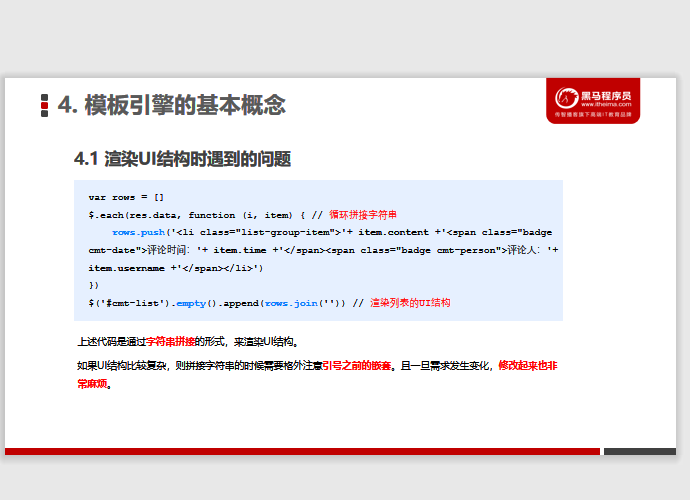 4. 模板引擎的基本概念
黑马程序员
www.itheima.com
传智播客旗下高端IT教育品牌
4.1 渲染UI结构时遇到的问题
var rows = []
$.each(res.data, function (i, item) { // 循环拼接字符串
rows.push('<li class="list-group-item">'+ item.content +'<span class="badge
cmt-date">评论时间：'+ item.time +'</span><span class="badge cmt-person">评论人：'+
item.username +'</span></li>')
})
$('#cmt-list').empty().append(rows.join('')) // 渲染列表的UI结构
上述代码是通过字符串拼接的形式，来渲染UI结构。
如果UI结构比较复杂，则拼接字符串的时候需要格外注意引号之前的嵌套。且一旦需求发生变化，修改起来也非
常麻烦。